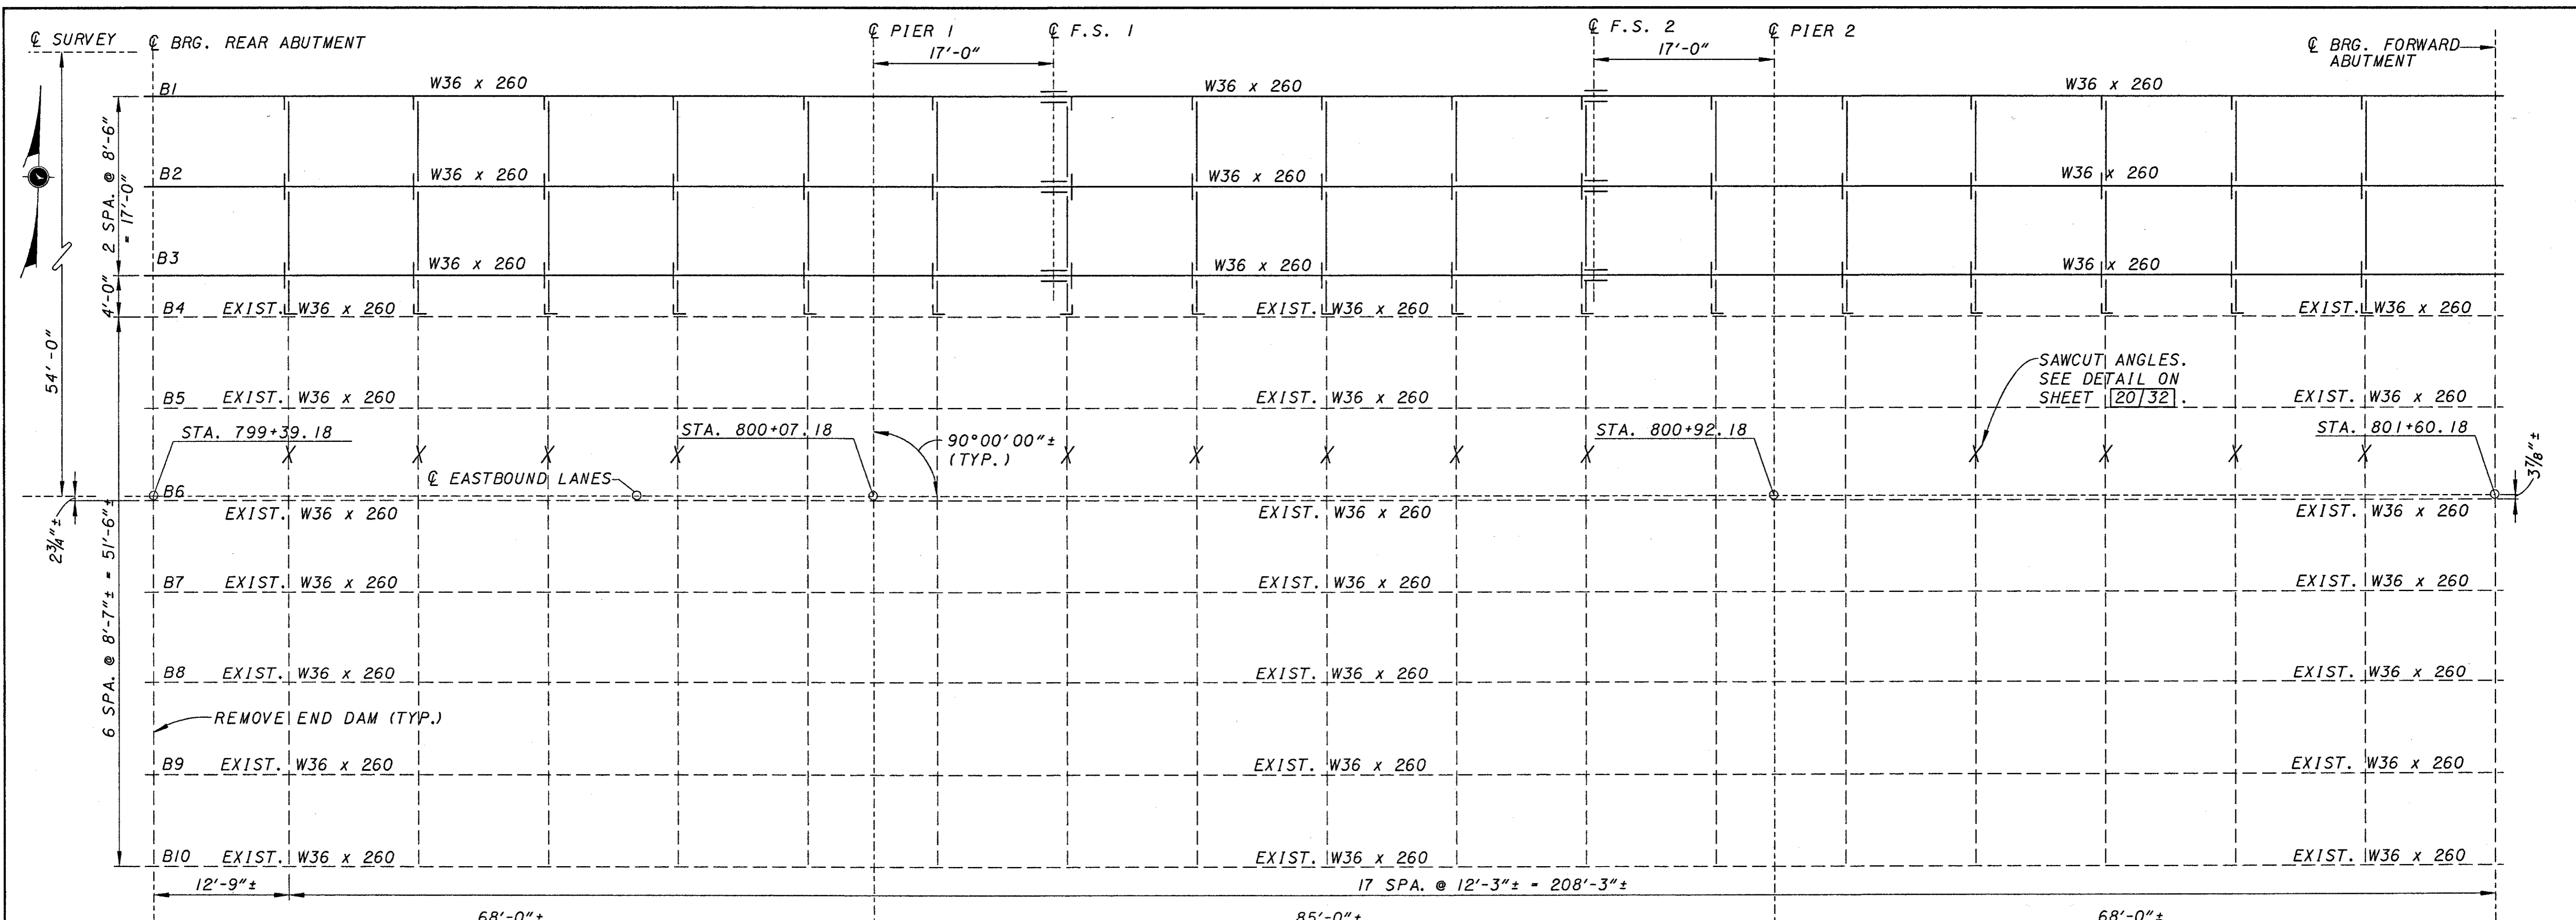 ℄ SURVEY
℄ BRG. REAR ABUTMENT
℄ PIER 1
17'-0"
℄ F.S. 1
℄ F.S. 2
17'-0"
℄ PIER 2
℄ BRG. FORWARD
ABUTMENT
B1
W36 x 260
W36 x 260
W36 x 260
2 SPA. @ 8'-6"
= 17'-0"
B2
W36 x 260
W36 x 260
W36 x 260
B3
W36 x 260
W36 x 260
W36 x 260
4'-0"
B4 EXIST. W36 x 260
EXIST. W36 x 260
EXIST. W36 x 260
54'-0"
SAWCUT ANGLES.
SEE DETAIL ON
SHEET 20/32.
B5 EXIST. W36 x 260
EXIST. W36 x 260
EXIST. W36 x 260
STA. 799+39.18
STA. 800+07.18
90°00'00"±
(TYP.)
STA. 800+92.18
STA. 801+60.18
3⅞"±
℄ EASTBOUND LANES
B6
EXIST. W36 x 260
EXIST. W36 x 260
EXIST. W36 x 260
2¾"±
6 SPA. @ 8'-7"± = 51'-6"±
B7 EXIST. W36 x 260
EXIST. W36 x 260
EXIST. W36 x 260
B8 EXIST. W36 x 260
EXIST. W36 x 260
EXIST. W36 x 260
REMOVE END DAM (TYP.)
B9 EXIST. W36 x 260
EXIST. W36 x 260
EXIST. W36 x 260
B10 EXIST. W36 x 260
EXIST. W36 x 260
EXIST. W36 x 260
12'-9"±
17 SPA. @ 12'-3"± = 208'-3"±
68'-0"±
85'-0"±
68'-0"±